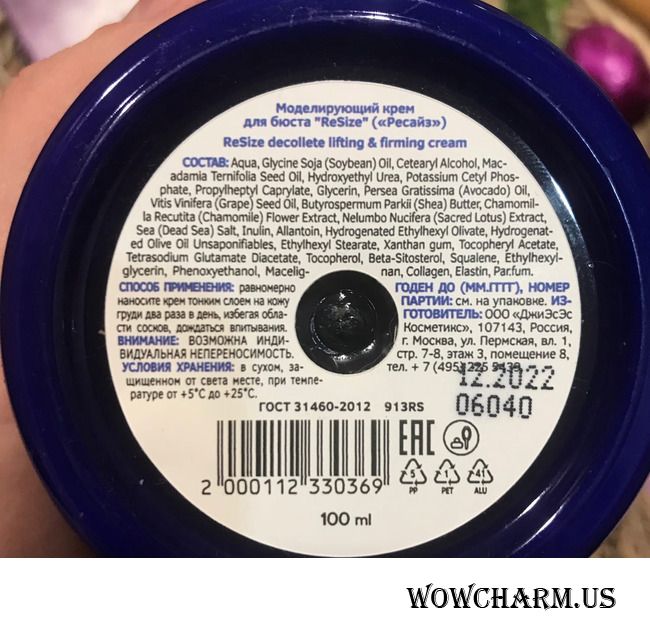 Моделирующий крем
для бюста "ReSize" («Ресайз»)
ReSize decollete lifting & firming cream
СОСТАВ: Aqua, Glycine Soja (Soybean) Oil, Cetearyl Alcohol, Mac-
adamia Ternifolia Seed Oil, Hydroxyethyl Urea, Potassium Cetyl Phos-
phate, Propylheptyl Caprylate, Glycerin, Persea Gratissima (Avocado) Oil,
Vitis Vinifera (Grape) Seed Oil, Butyrospermum Parkii (Shea) Butter, Chamomil-
la Recutita (Chamomile) Flower Extract, Nelumbo Nucifera (Sacred Lotus) Extract,
Sea (Dead Sea) Salt, Inulin, Allantoin, Hydrogenated Ethylhexyl Olivate, Hydrogenat-
ed Olive Oil Unsaponifiables, Ethylhexyl Stearate, Xanthan gum, Tocopheryl Acetate,
Tetrasodium Glutamate Diacetate, Tocopherol, Beta-Sitosterol, Squalene, Ethylhexyl-
glycerin, Phenoxyethanol, Macelig- nan, Collagen, Elastin, Parfum.
СПОСОБ ПРИМЕНЕНИЯ: равномерно
наносите крем тонким слоем на кожу
груди два раза в день, избегая обла-
сти сосков, дождаться впитывания.
ВНИМАНИЕ: ВОЗМОЖНА ИНДИ-
ВИДУАЛЬНАЯ НЕПЕРЕНОСИМОСТЬ.
УСЛОВИЯ ХРАНЕНИЯ: в сухом, за-
щищенном от света месте, при темпе-
ратуре от +5°C до +25°C.
ГОДЕН ДО (ММ.ГГГГ), НОМЕР
ПАРТИИ: см. на упаковке. ИЗ-
ГОТОВИТЕЛЬ: ООО «ДжиЭсЭс
Косметикс», 107143, Россия,
г. Москва, ул. Пермская, вл. 1,
стр. 7-8, этаж 3, помещение 8,
тел. + 7 (495)
12.2022
06040
ГОСТ 31460-2012 913RS
EAC
5 1 41
PP PET ALU
2 000112 330369
100 ml
WOWCHARM.US